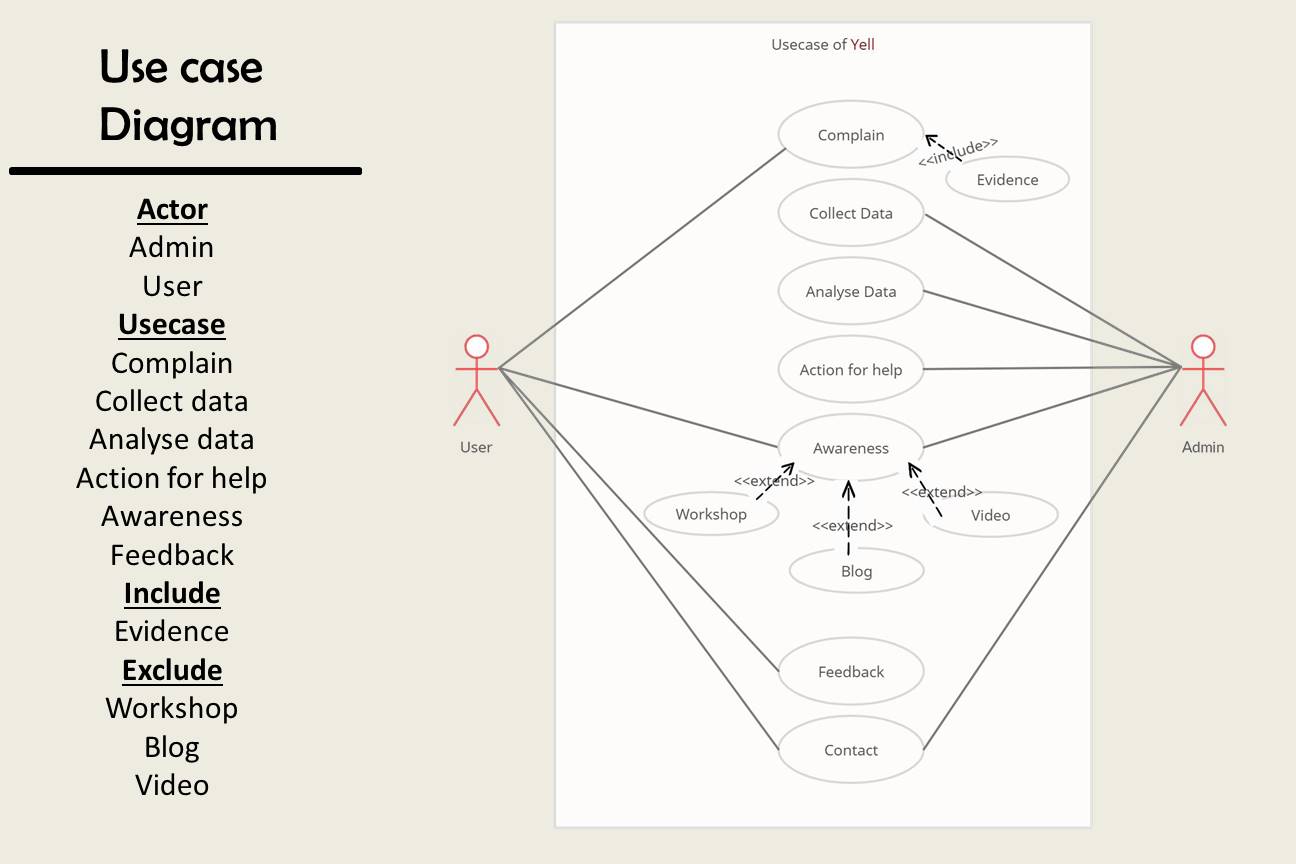 Use case
Diagram
Actor
Admin
User
Usecase
Complain
Collect data
Analyse data
Action for help
Awareness
Feedback
Include
Evidence
Exclude
Workshop
Blog
Video
Usecase of Yell
Complain
<<include>>
Evidence
Collect Data
Analyse Data
Action for help
User
Admin
Awareness
<<extend>>
<<extend>>
<<extend>>
Workshop
Video
Blog
Feedback
Contact